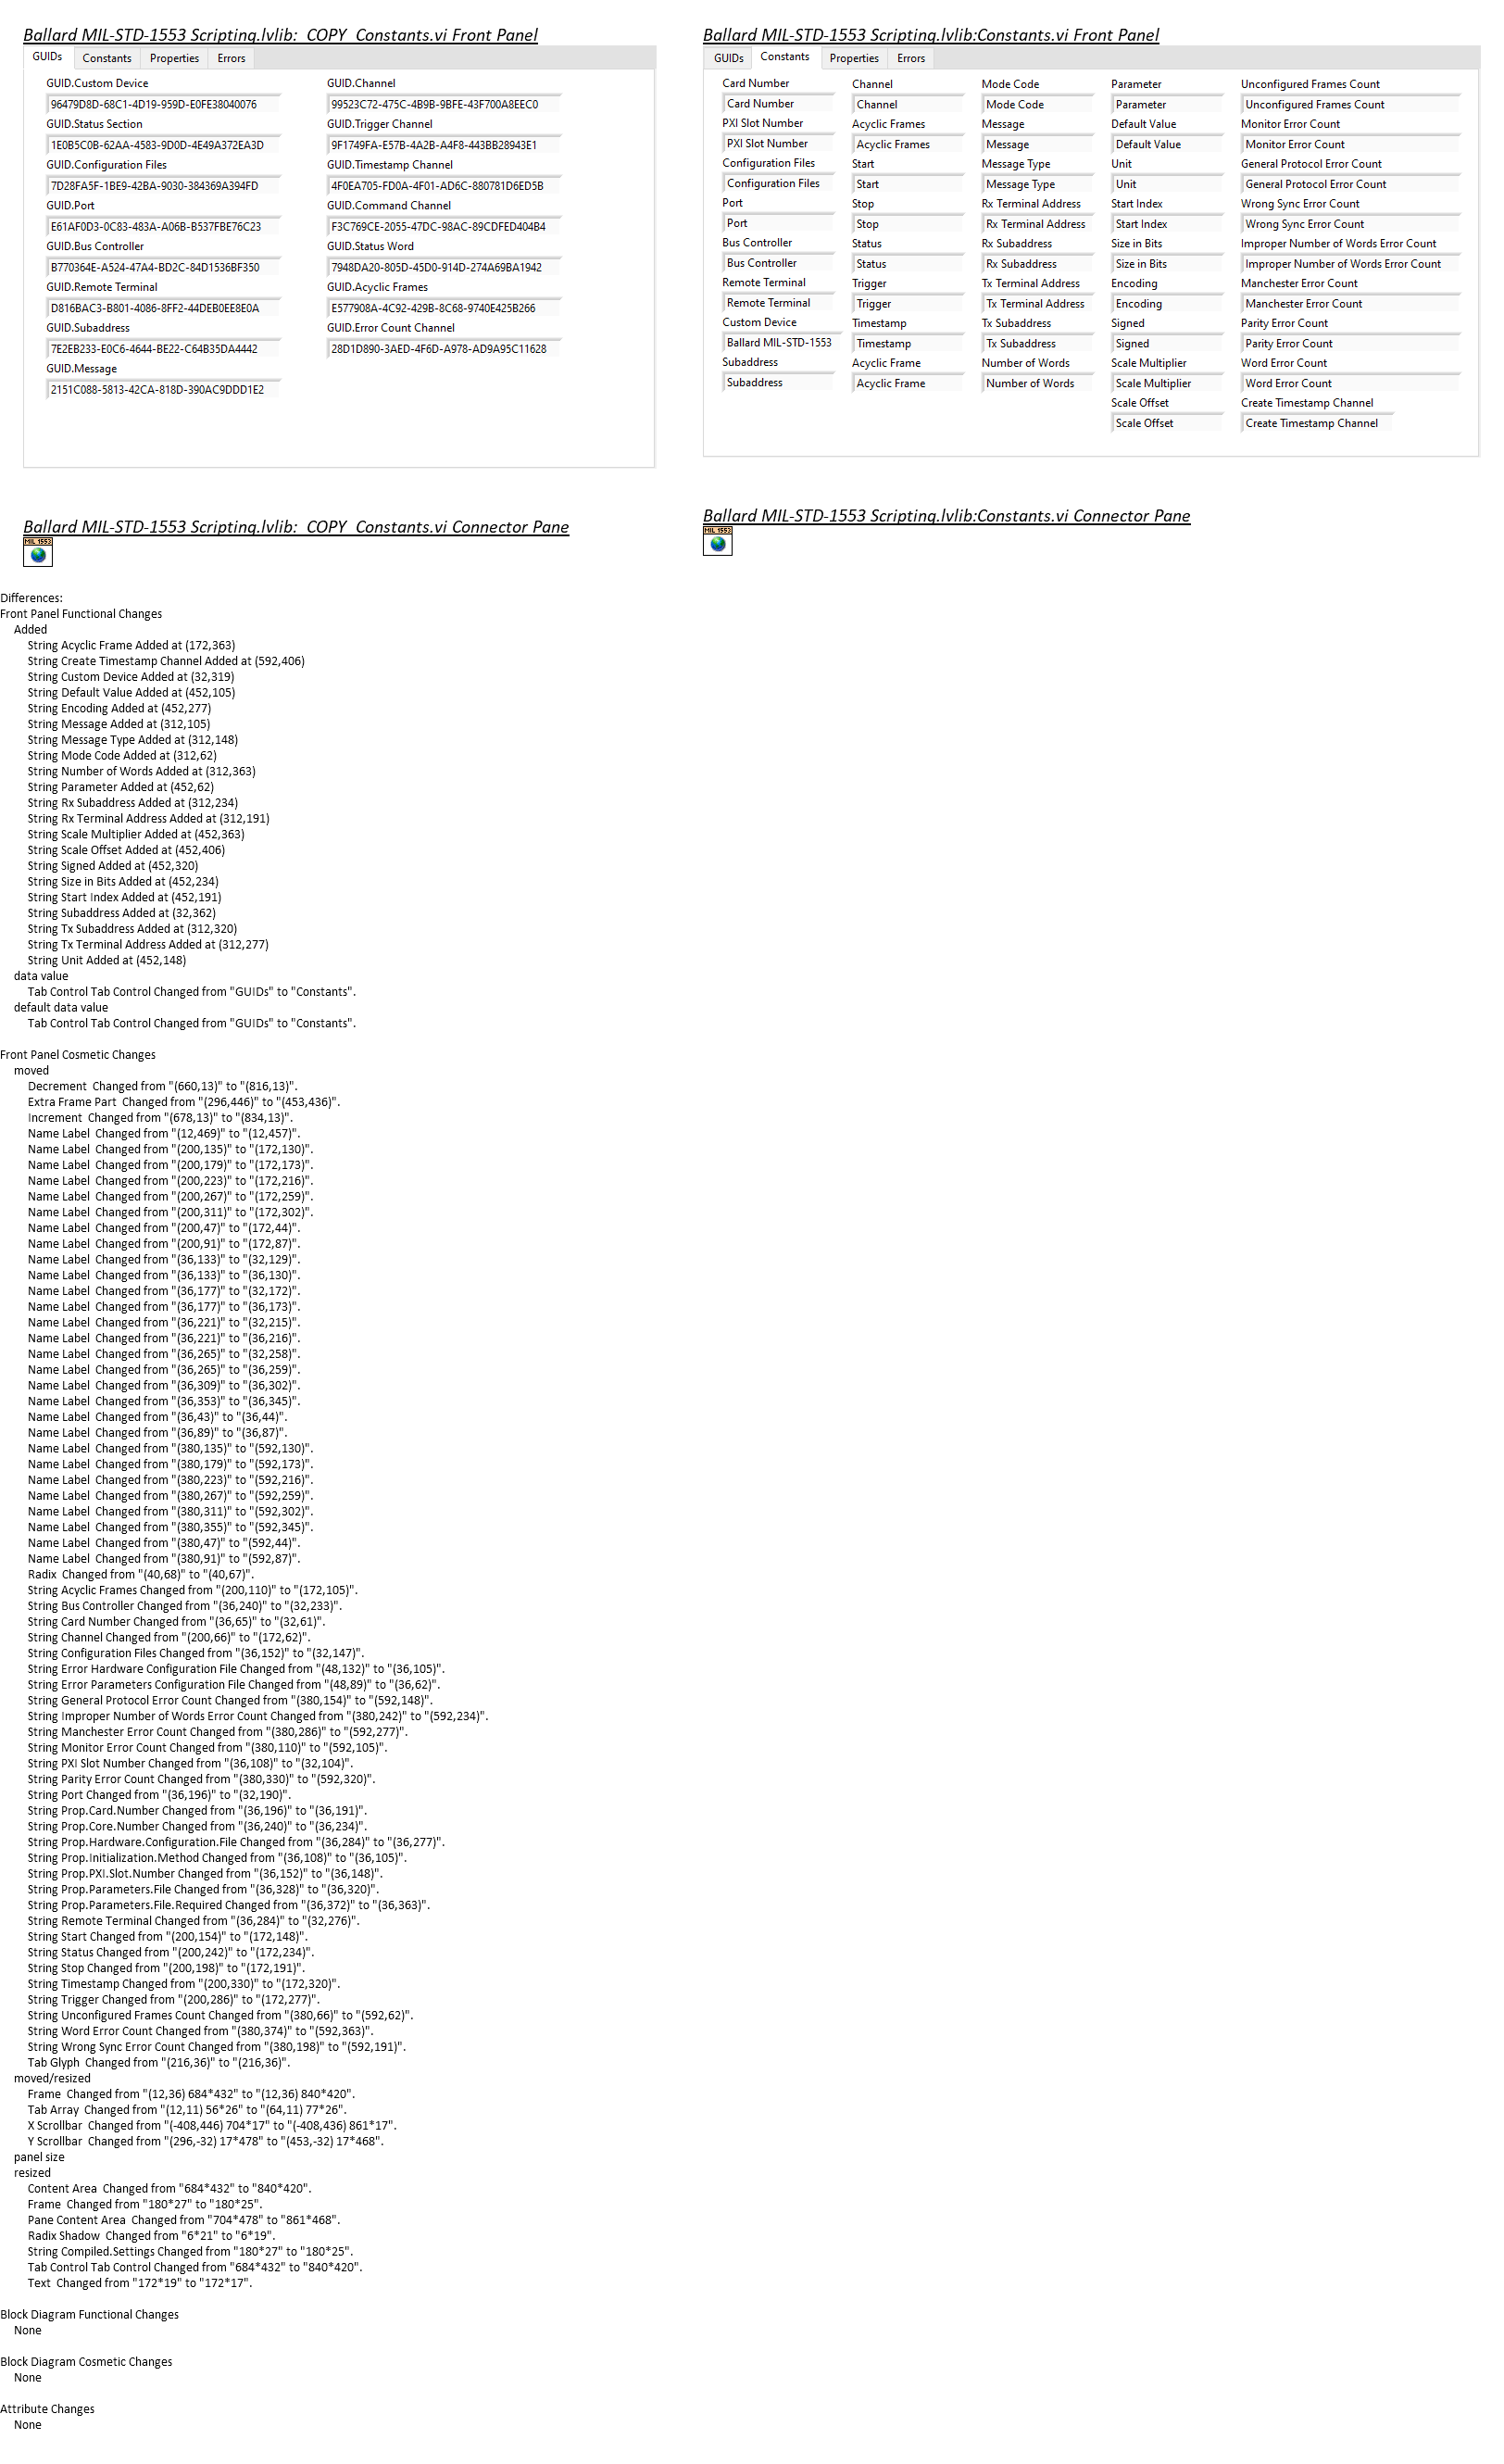 Ballard MIL-STD-1553 Scripting.lvlib:_COPY_Constants.vi Front Panel
GUIDs Constants Properties Errors
GUID.Custom Device
96479D8D-68C1-4D19-959D-E0FE38040076
GUID.Status Section
1E0B5C0B-62AA-4583-9D0D-4E49A372EA3D
GUID.Configuration Files
7D28FA5F-1BE9-42BA-9030-384369A394FD
GUID.Port
E61AF0D3-0C83-483A-A06B-B537FBE76C23
GUID.Bus Controller
B770364E-A524-47A4-BD2C-84D1536BF350
GUID.Remote Terminal
D816BAC3-B801-4086-8FF2-44DEB0EE8E0A
GUID.Subaddress
7E2EB233-E0C6-4644-BE22-C64B35DA4442
GUID.Message
2151C088-5813-42CA-818D-390AC9DDD1E2
GUID.Channel
99523C72-475C-4B9B-9BFE-43F700A8EEC0
GUID.Trigger Channel
9F1749FA-E57B-4A2B-A4F8-443BB28943E1
GUID.Timestamp Channel
4F0EA705-FD0A-4F01-AD6C-880781D6ED5B
GUID.Command Channel
F3C769CE-2055-47DC-98AC-89CDFED404B4
GUID.Status Word
7948DA20-805D-45D0-914D-274A69BA1942
GUID.Acyclic Frames
E577908A-4C92-429B-8C68-9740E425B266
GUID.Error Count Channel
28D1D890-3AED-4F6D-A978-AD9A95C11628
Ballard MIL-STD-1553 Scripting.lvlib:Constants.vi Front Panel
GUIDs Constants Properties Errors
Card Number
Card Number
PXI Slot Number
PXI Slot Number
Configuration Files
Configuration Files
Port
Port
Bus Controller
Bus Controller
Remote Terminal
Remote Terminal
Custom Device
Ballard MIL-STD-1553
Subaddress
Subaddress
Channel
Channel
Acyclic Frames
Acyclic Frames
Start
Start
Stop
Stop
Status
Status
Trigger
Trigger
Timestamp
Timestamp
Acyclic Frame
Acyclic Frame
Mode Code
Mode Code
Message
Message
Message Type
Message Type
Rx Terminal Address
Rx Terminal Address
Rx Subaddress
Rx Subaddress
Tx Terminal Address
Tx Terminal Address
Tx Subaddress
Tx Subaddress
Number of Words
Number of Words
Parameter
Parameter
Default Value
Default Value
Unit
Unit
Start Index
Start Index
Size in Bits
Size in Bits
Encoding
Encoding
Signed
Signed
Scale Multiplier
Scale Multiplier
Scale Offset
Scale Offset
Unconfigured Frames Count
Unconfigured Frames Count
Monitor Error Count
Monitor Error Count
General Protocol Error Count
General Protocol Error Count
Wrong Sync Error Count
Wrong Sync Error Count
Improper Number of Words Error Count
Improper Number of Words Error Count
Manchester Error Count
Manchester Error Count
Parity Error Count
Parity Error Count
Word Error Count
Word Error Count
Create Timestamp Channel
Create Timestamp Channel
Ballard MIL-STD-1553 Scripting.lvlib:_COPY_Constants.vi Connector Pane
MIL 1553
Ballard MIL-STD-1553 Scripting.lvlib:Constants.vi Connector Pane
MIL 1553
Differences:
Front Panel Functional Changes
Added
String Acyclic Frame Added at (172,363)
String Create Timestamp Channel Added at (592,406)
String Custom Device Added at (32,319)
String Default Value Added at (452,105)
String Encoding Added at (452,277)
String Message Added at (312,105)
String Message Type Added at (312,148)
String Mode Code Added at (312,62)
String Number of Words Added at (312,363)
String Parameter Added at (452,62)
String Rx Subaddress Added at (312,234)
String Rx Terminal Address Added at (312,191)
String Scale Multiplier Added at (452,363)
String Scale Offset Added at (452,406)
String Signed Added at (452,320)
String Size in Bits Added at (452,234)
String Start Index Added at (452,191)
String Subaddress Added at (32,362)
String Tx Subaddress Added at (312,320)
String Tx Terminal Address Added at (312,277)
String Unit Added at (452,148)
data value
Tab Control Tab Control Changed from "GUIDs" to "Constants".
default data value
Tab Control Tab Control Changed from "GUIDs" to "Constants".
Front Panel Cosmetic Changes
moved
Decrement  Changed from "(660,13)" to "(816,13)".
Extra Frame Part  Changed from "(296,446)" to "(453,436)".
Increment  Changed from "(678,13)" to "(834,13)".
Name Label  Changed from "(12,469)" to "(12,457)".
Name Label  Changed from "(200,135)" to "(172,130)".
Name Label  Changed from "(200,179)" to "(172,173)".
Name Label  Changed from "(200,223)" to "(172,216)".
Name Label  Changed from "(200,267)" to "(172,259)".
Name Label  Changed from "(200,311)" to "(172,302)".
Name Label  Changed from "(200,47)" to "(172,44)".
Name Label  Changed from "(200,91)" to "(172,87)".
Name Label  Changed from "(36,133)" to "(32,129)".
Name Label  Changed from "(36,133)" to "(36,130)".
Name Label  Changed from "(36,177)" to "(32,172)".
Name Label  Changed from "(36,177)" to "(36,173)".
Name Label  Changed from "(36,221)" to "(32,215)".
Name Label  Changed from "(36,221)" to "(36,216)".
Name Label  Changed from "(36,265)" to "(32,258)".
Name Label  Changed from "(36,265)" to "(36,259)".
Name Label  Changed from "(36,309)" to "(36,302)".
Name Label  Changed from "(36,353)" to "(36,345)".
Name Label  Changed from "(36,43)" to "(36,44)".
Name Label  Changed from "(36,89)" to "(36,87)".
Name Label  Changed from "(380,135)" to "(592,130)".
Name Label  Changed from "(380,179)" to "(592,173)".
Name Label  Changed from "(380,223)" to "(592,216)".
Name Label  Changed from "(380,267)" to "(592,259)".
Name Label  Changed from "(380,311)" to "(592,302)".
Name Label  Changed from "(380,355)" to "(592,345)".
Name Label  Changed from "(380,47)" to "(592,44)".
Name Label  Changed from "(380,91)" to "(592,87)".
Radix  Changed from "(40,68)" to "(40,67)".
String Acyclic Frames Changed from "(200,110)" to "(172,105)".
String Bus Controller Changed from "(36,240)" to "(32,233)".
String Card Number Changed from "(36,65)" to "(32,61)".
String Channel Changed from "(200,66)" to "(172,62)".
String Configuration Files Changed from "(36,152)" to "(32,147)".
String Error Hardware Configuration File Changed from "(48,132)" to "(36,105)".
String Error Parameters Configuration File Changed from "(48,89)" to "(36,62)".
String General Protocol Error Count Changed from "(380,154)" to "(592,148)".
String Improper Number of Words Error Count Changed from "(380,242)" to "(592,234)".
String Manchester Error Count Changed from "(380,286)" to "(592,277)".
String Monitor Error Count Changed from "(380,110)" to "(592,105)".
String PXI Slot Number Changed from "(36,108)" to "(32,104)".
String Parity Error Count Changed from "(380,330)" to "(592,320)".
String Port Changed from "(36,196)" to "(32,190)".
String Prop.Card.Number Changed from "(36,196)" to "(36,191)".
String Prop.Core.Number Changed from "(36,240)" to "(36,234)".
String Prop.Hardware.Configuration.File Changed from "(36,284)" to "(36,277)".
String Prop.Initialization.Method Changed from "(36,108)" to "(36,105)".
String Prop.PXI.Slot.Number Changed from "(36,152)" to "(36,148)".
String Prop.Parameters.File Changed from "(36,328)" to "(36,320)".
String Prop.Parameters.File.Required Changed from "(36,372)" to "(36,363)".
String Remote Terminal Changed from "(36,284)" to "(32,276)".
String Start Changed from "(200,154)" to "(172,148)".
String Status Changed from "(200,242)" to "(172,234)".
String Stop Changed from "(200,198)" to "(172,191)".
String Timestamp Changed from "(200,330)" to "(172,320)".
String Trigger Changed from "(200,286)" to "(172,277)".
String Unconfigured Frames Count Changed from "(380,66)" to "(592,62)".
String Word Error Count Changed from "(380,374)" to "(592,363)".
String Wrong Sync Error Count Changed from "(380,198)" to "(592,191)".
Tab Glyph  Changed from "(216,36)" to "(216,36)".
moved/resized
Frame  Changed from "(12,36) 684*432" to "(12,36) 840*420".
Tab Array  Changed from "(12,11) 56*26" to "(64,11) 77*26".
X Scrollbar  Changed from "(-408,446) 704*17" to "(-408,436) 861*17".
Y Scrollbar  Changed from "(296,-32) 17*478" to "(453,-32) 17*468".
panel size
resized
Content Area  Changed from "684*432" to "840*420".
Frame  Changed from "180*27" to "180*25".
Pane Content Area  Changed from "704*478" to "861*468".
Radix Shadow  Changed from "6*21" to "6*19".
String Compiled.Settings Changed from "180*27" to "180*25".
Tab Control Tab Control Changed from "684*432" to "840*420".
Text  Changed from "172*19" to "172*17".
Block Diagram Functional Changes
None
Block Diagram Cosmetic Changes
None
Attribute Changes
None